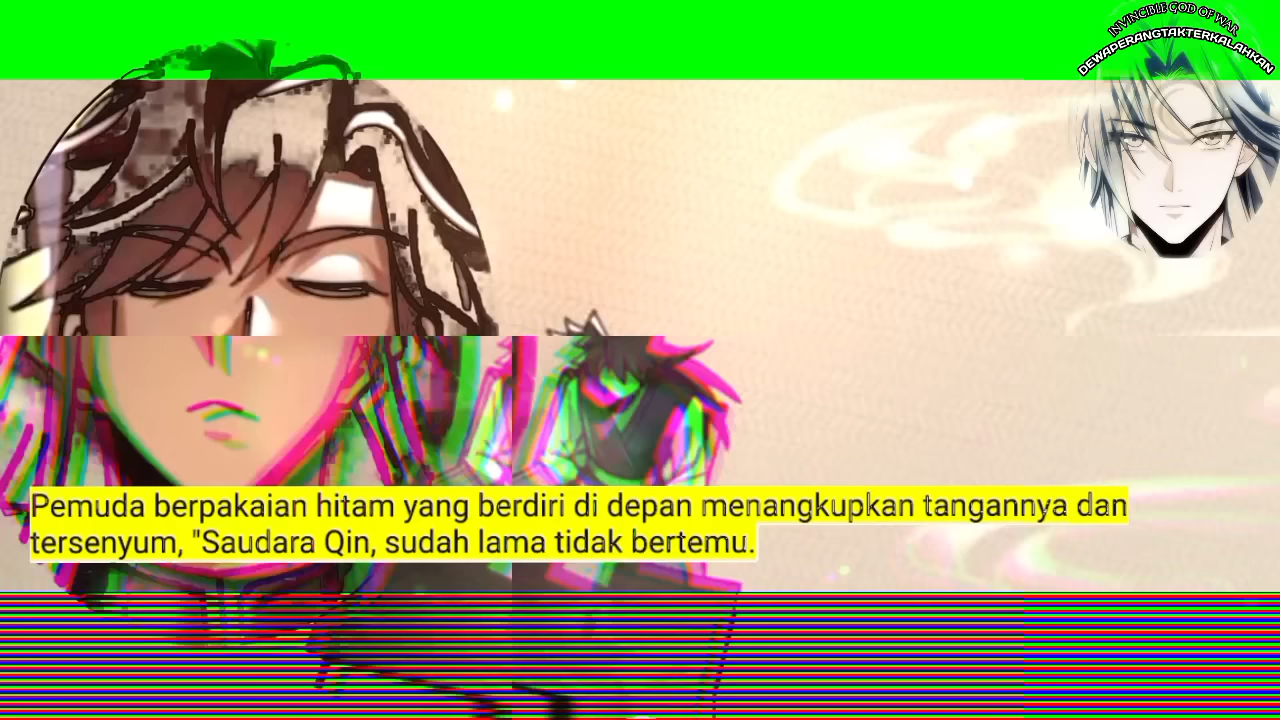 INVINCIBLE GOD OF WAR
DEWAPERANGTAKTERKALAHKAN
Pemuda berpakaian hitam yang berdiri di depan menangkupkan tangannya dan
tersenyum, "Saudara Qin, sudah lama tidak bertemu.